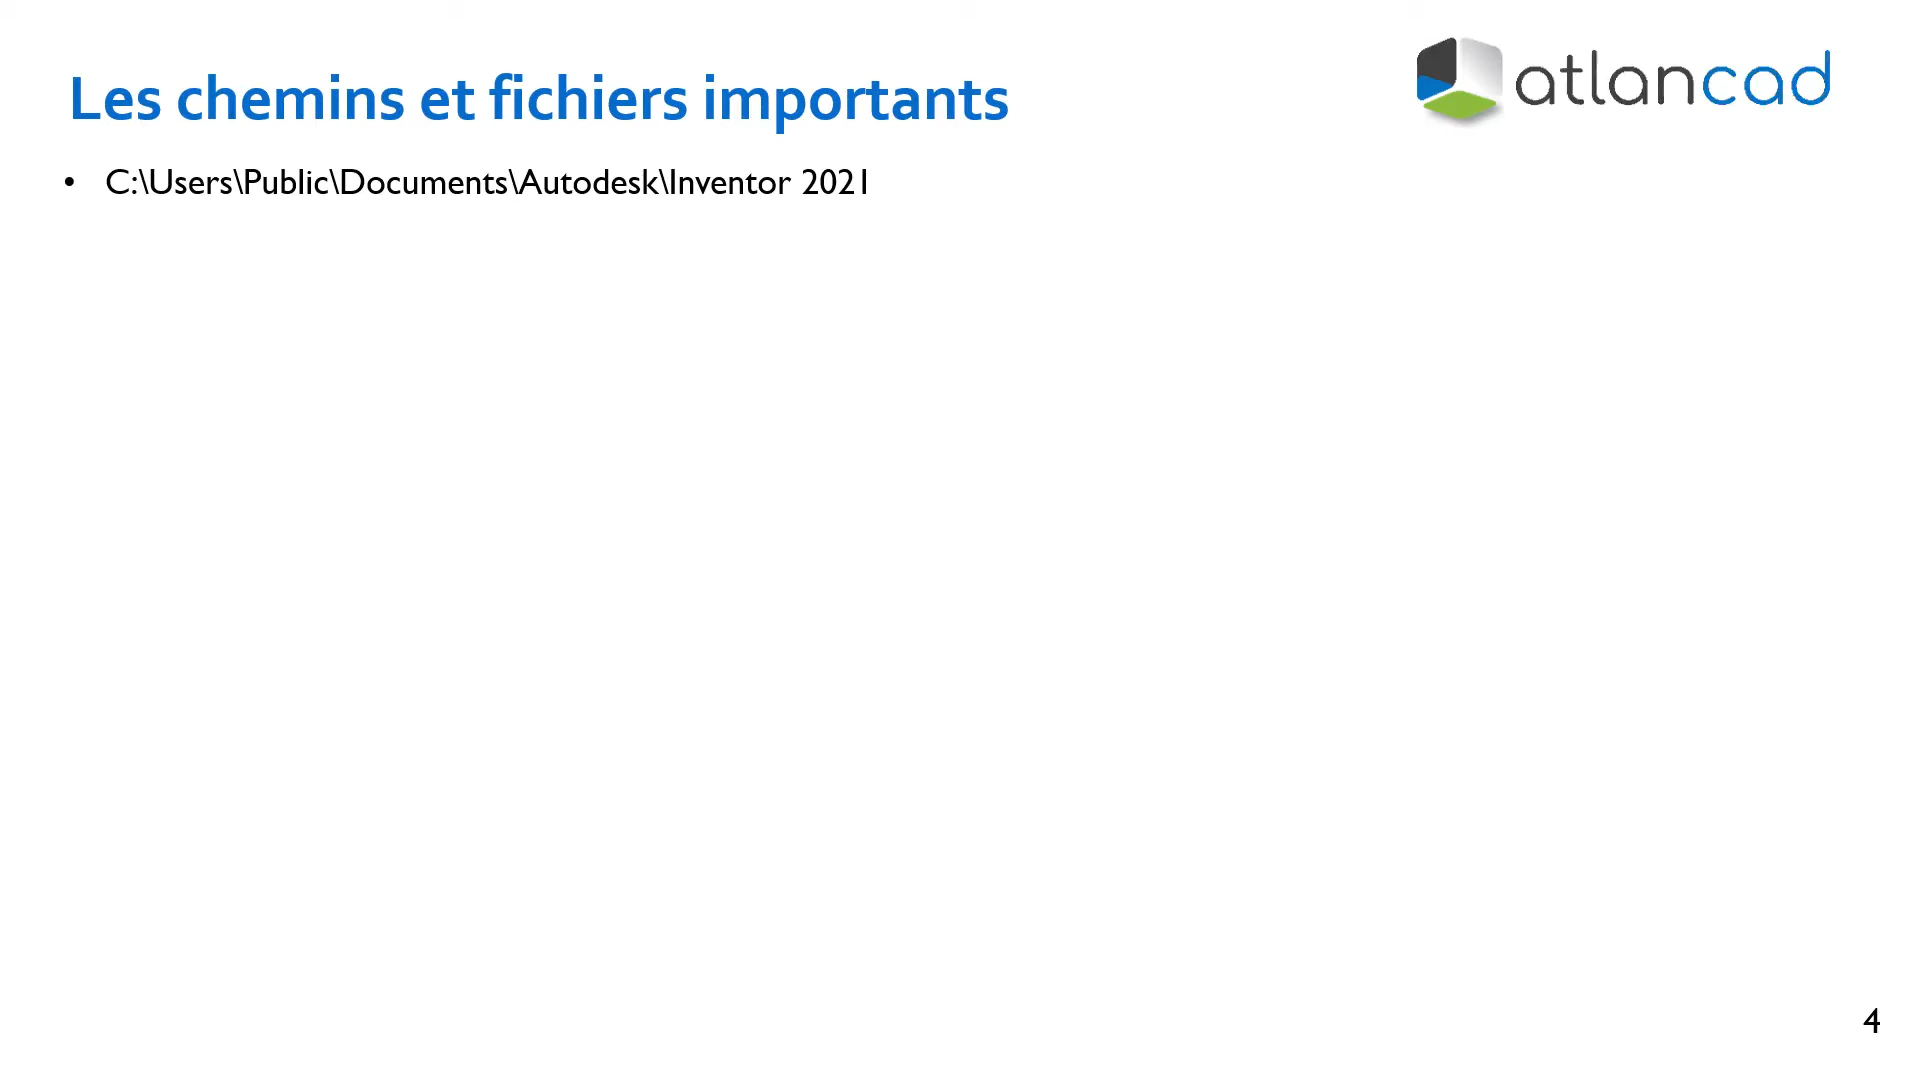 Les chemins et fichiers importants
atlancad
• C:\Users\Public\Documents\Autodesk\Inventor 2021
4